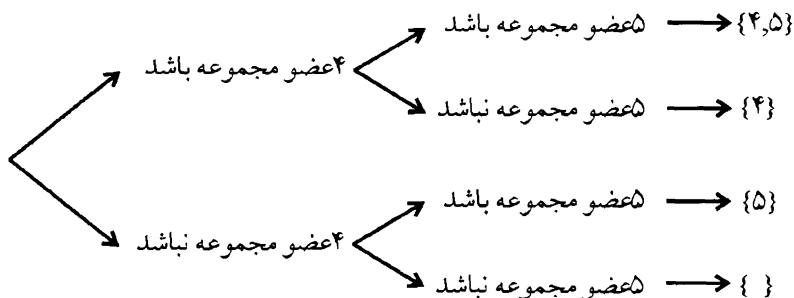 ۵عضو مجموعه باشد {۴,۵}
۴عضو مجموعه باشد
۵عضو مجموعه نباشد {۴}
۵عضو مجموعه باشد {۵}
۴عضو مجموعه نباشد
۵عضو مجموعه نباشد { }